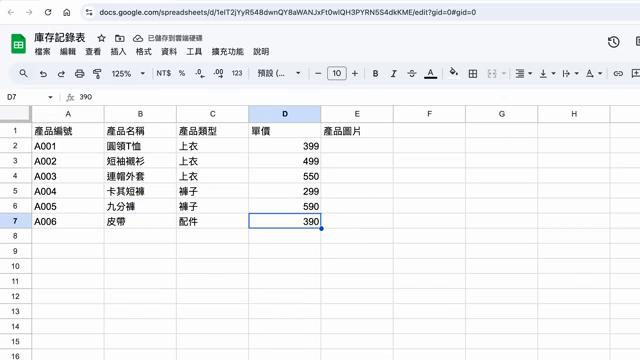 docs.google.com/spreadsheets/d/1eIT2jYyR548dwnQY8aWANJxFt0wlQH3PYRN5S4dkKME/edit?gid=0#gid=0
庫存記錄表 已儲存到雲端硬碟
檔案 編輯 查看 插入 格式 資料 工具 擴充功能 說明
125% NT$ % .0 .00 123 預設 (... − 10 + B I S A
D7 fx 390
A B C D E F G H
1 產品編號 產品名稱 產品類型 單價 產品圖片
2 A001 圓領T恤 上衣 399
3 A002 短袖襯衫 上衣 499
4 A003 連帽外套 上衣 550
5 A004 卡其短褲 褲子 299
6 A005 九分褲 褲子 590
7 A006 皮帶 配件 390
8
9
10
11
12
13
14
15
16